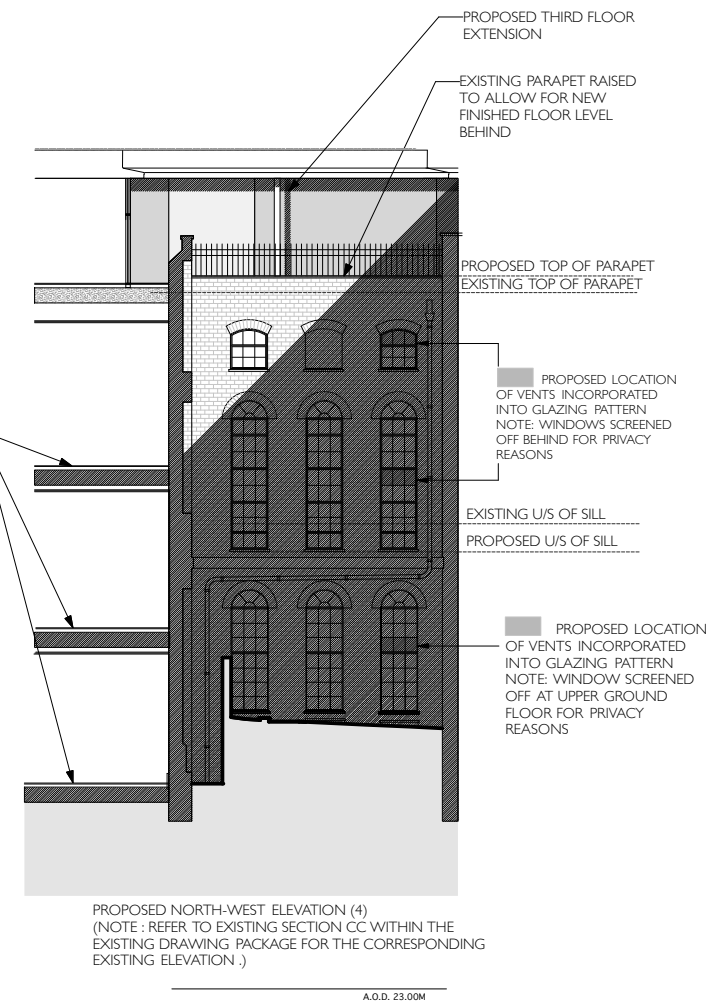 PROPOSED THIRD FLOOR
EXTENSION
EXISTING PARAPET RAISED
TO ALLOW FOR NEW
FINISHED FLOOR LEVEL
BEHIND
PROPOSED TOP OF PARAPET
EXISTING TOP OF PARAPET
PROPOSED LOCATION
OF VENTS INCORPORATED
INTO GLAZING PATTERN
NOTE: WINDOWS SCREENED
OFF BEHIND FOR PRIVACY
REASONS
EXISTING U/S OF SILL
PROPOSED U/S OF SILL
PROPOSED LOCATION
OF VENTS INCORPORATED
INTO GLAZING PATTERN
NOTE: WINDOW SCREENED
OFF AT UPPER GROUND
FLOOR FOR PRIVACY
REASONS
PROPOSED NORTH-WEST ELEVATION (4)
(NOTE : REFER TO EXISTING SECTION CC WITHIN THE
EXISTING DRAWING PACKAGE FOR THE CORRESPONDING
EXISTING ELEVATION .)
A.O.D. 23.00M